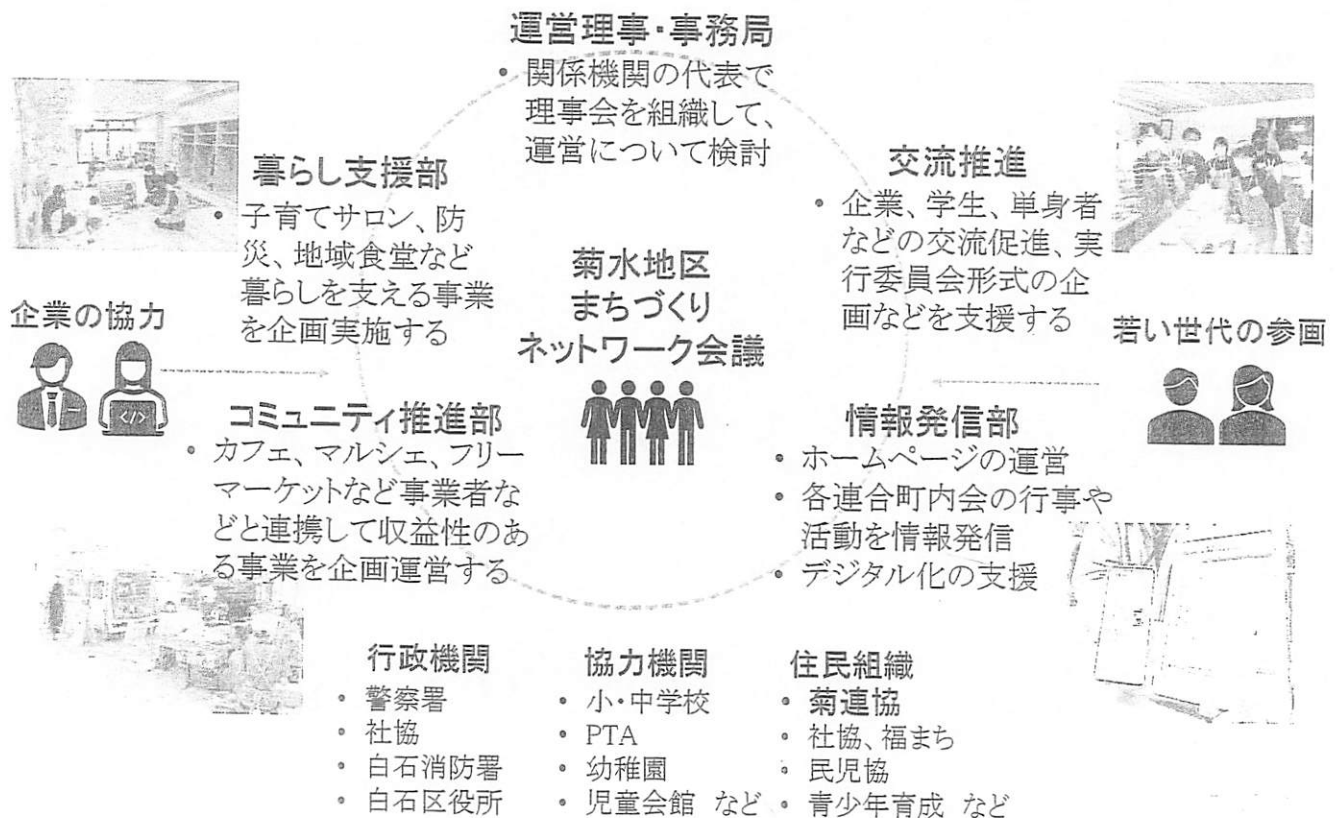 運営理事・事務局
• 関係機関の代表で
理事会を組織して、
運営について検討
暮らし支援部
• 子育てサロン、防
災、地域食堂など
暮らしを支える事業
を企画実施する
交流推進
• 企業、学生、単身者
などの交流促進、実
行委員会形式の企
画などを支援する
企業の協力
</>
菊水地区
まちづくり
ネットワーク会議
若い世代の参画
コミュニティ推進部
• カフェ、マルシェ、フリー
マーケットなど事業者な
どと連携して収益性のあ
る事業を企画運営する
情報発信部
• ホームページの運営
• 各連合町内会の行事や
活動を情報発信
• デジタル化の支援
行政機関
• 警察署
• 社協
• 白石消防署
• 白石区役所
協力機関
• 小・中学校
• PTA
• 幼稚園
• 児童会館 など
住民組織
• 菊連協
• 社協、福まち
• 民児協
• 青少年育成 など